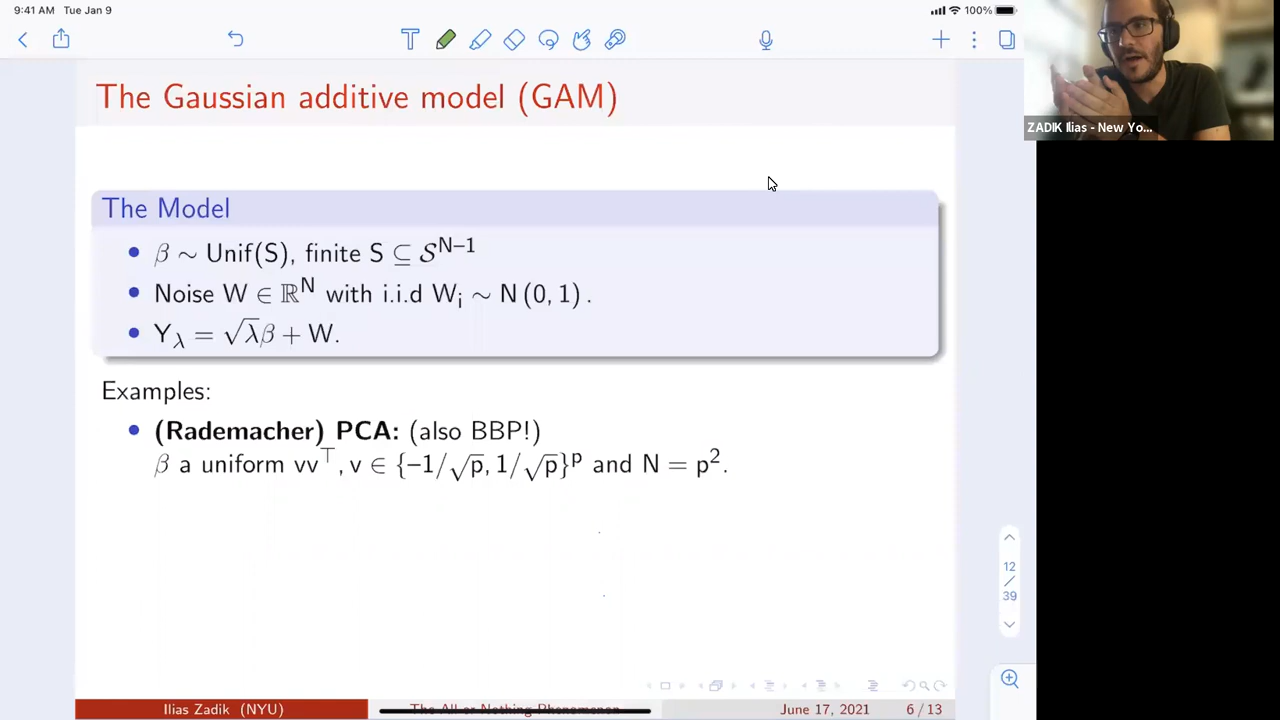 9:41 AM Tue Jan 9
100%
The Gaussian additive model (GAM)
ZADIK Ilias - New Yo...
The Model
• β ∼ Unif(S), finite S ⊆ 𝒮^{N−1}
• Noise W ∈ ℝ^N with i.i.d W_i ∼ N (0, 1) .
• Y_λ = √λβ + W.
Examples:
• (Rademacher) PCA: (also BBP!)
β a uniform vv^⊤, v ∈ {−1/√p, 1/√p}^p and N = p^2.
12
/
39
Ilias Zadik (NYU) The All-or-Nothing Phenomenon June 17, 2021 6 / 13